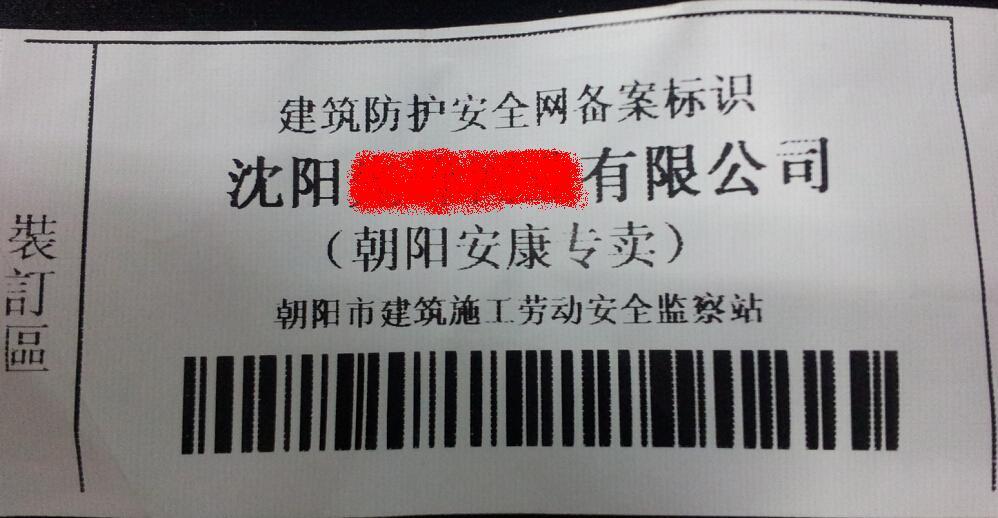 建筑防护安全网备案标识
沈阳有限公司
（朝阳安康专卖）
朝阳市建筑施工劳动安全监察站
裝訂區